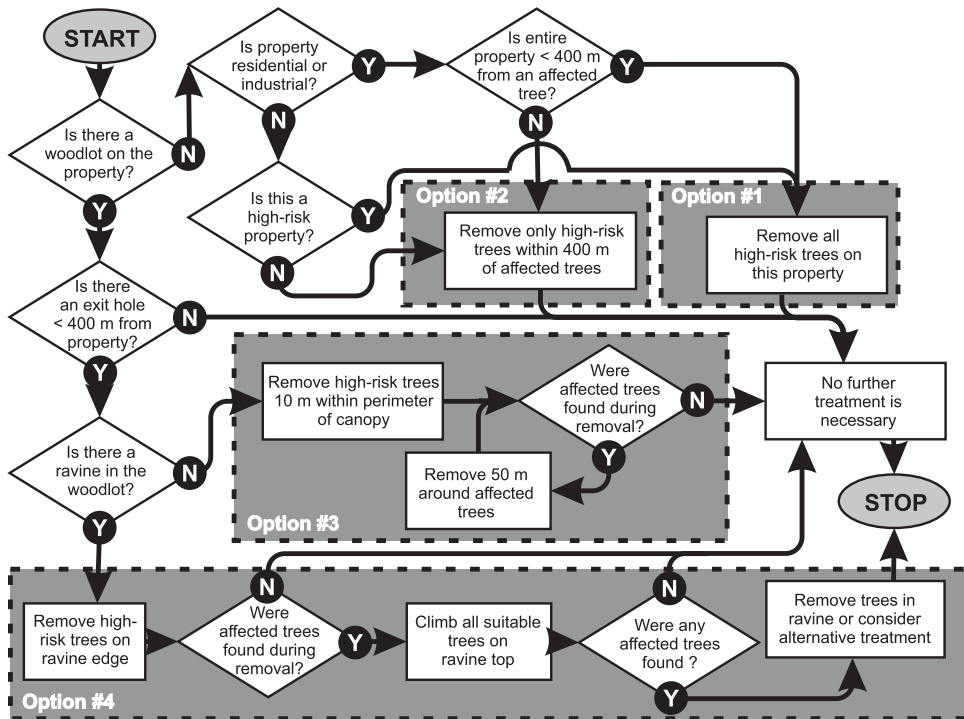 START
Is there a
woodlot on the
property?
N
Y
Is property
residential or
industrial?
Y
N
Is entire
property < 400 m
from an affected
tree?
Y
N
Is this a
high-risk
property?
Y
N
Option #2
Remove only high-risk
trees within 400 m
of affected trees
Option #1
Remove all
high-risk trees on
this property
Is there
an exit hole
< 400 m from
property?
N
Y
Is there a
ravine in the
woodlot?
N
Y
Remove high-risk trees
10 m within perimeter
of canopy
Were
affected trees
found during
removal?
N
Y
Remove 50 m
around affected
trees
Option #3
No further
treatment is
necessary
STOP
Remove high-
risk trees on
ravine edge
N
Were
affected trees
found during
removal?
Y
Climb all suitable
trees on
ravine top
N
Were any
affected trees
found ?
Y
Remove trees in
ravine or consider
alternative treatment
Option #4